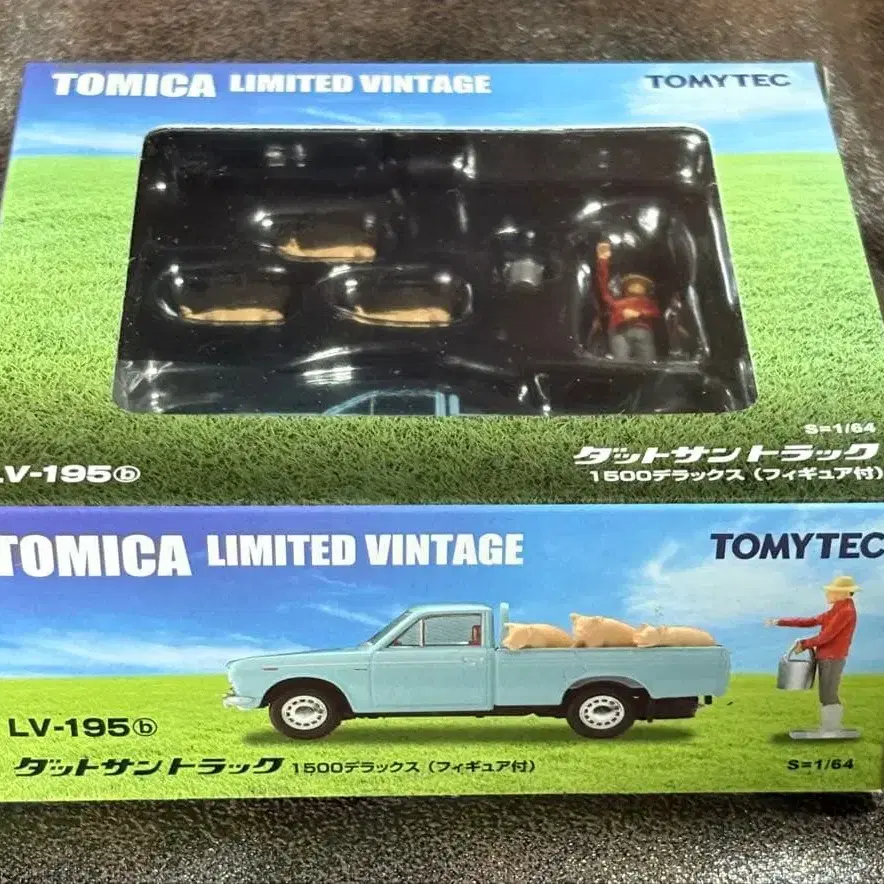 TOMICA LIMITED VINTAGE
TOMYTEC
S=1/64
LV-195ⓑ
ダットサン トラック
1500デラックス（フィギュア付）
TOMICA LIMITED VINTAGE
TOMYTEC
LV-195ⓑ
ダットサン トラック 1500デラックス（フィギュア付）
S=1/64